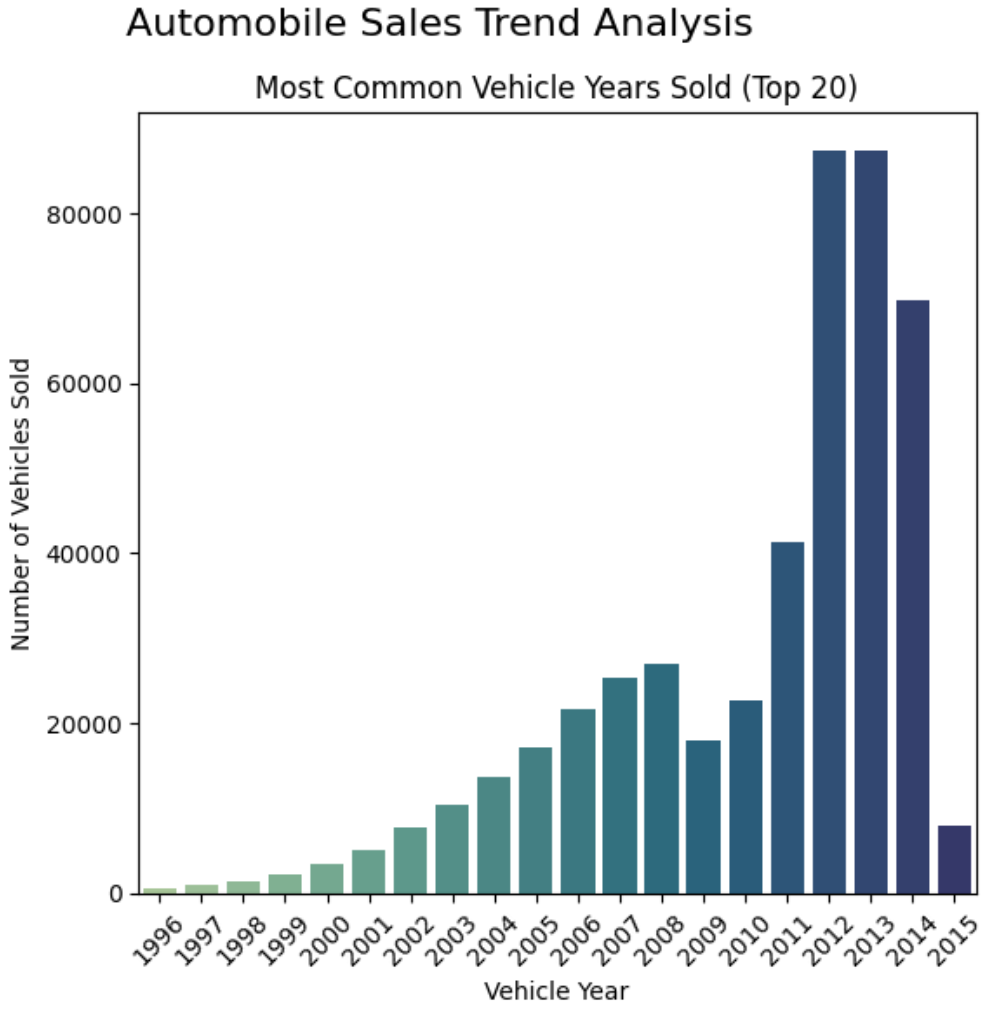 Automobile Sales Trend Analysis
Most Common Vehicle Years Sold (Top 20)
Number of Vehicles Sold
80000
60000
40000
20000
0
1996 1997 1998 1999 2000 2001 2002 2003 2004 2005 2006 2007 2008 2009 2010 2011 2012 2013 2014 2015
Vehicle Year